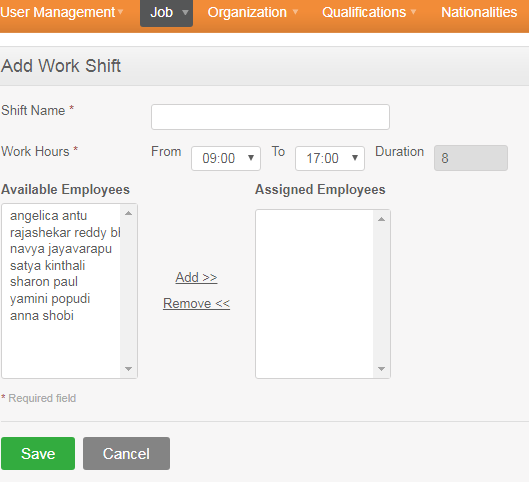 User Management Job Organization Qualifications Nationalities
Add Work Shift
Shift Name *
Work Hours * From 09:00 To 17:00 Duration 8
Available Employees Assigned Employees
angelica antu
rajashekar reddy
navya jayavarapu
satya kinthali
sharon paul
yamini popudi
anna shobi
Add >>
Remove <<
* Required field
Save Cancel